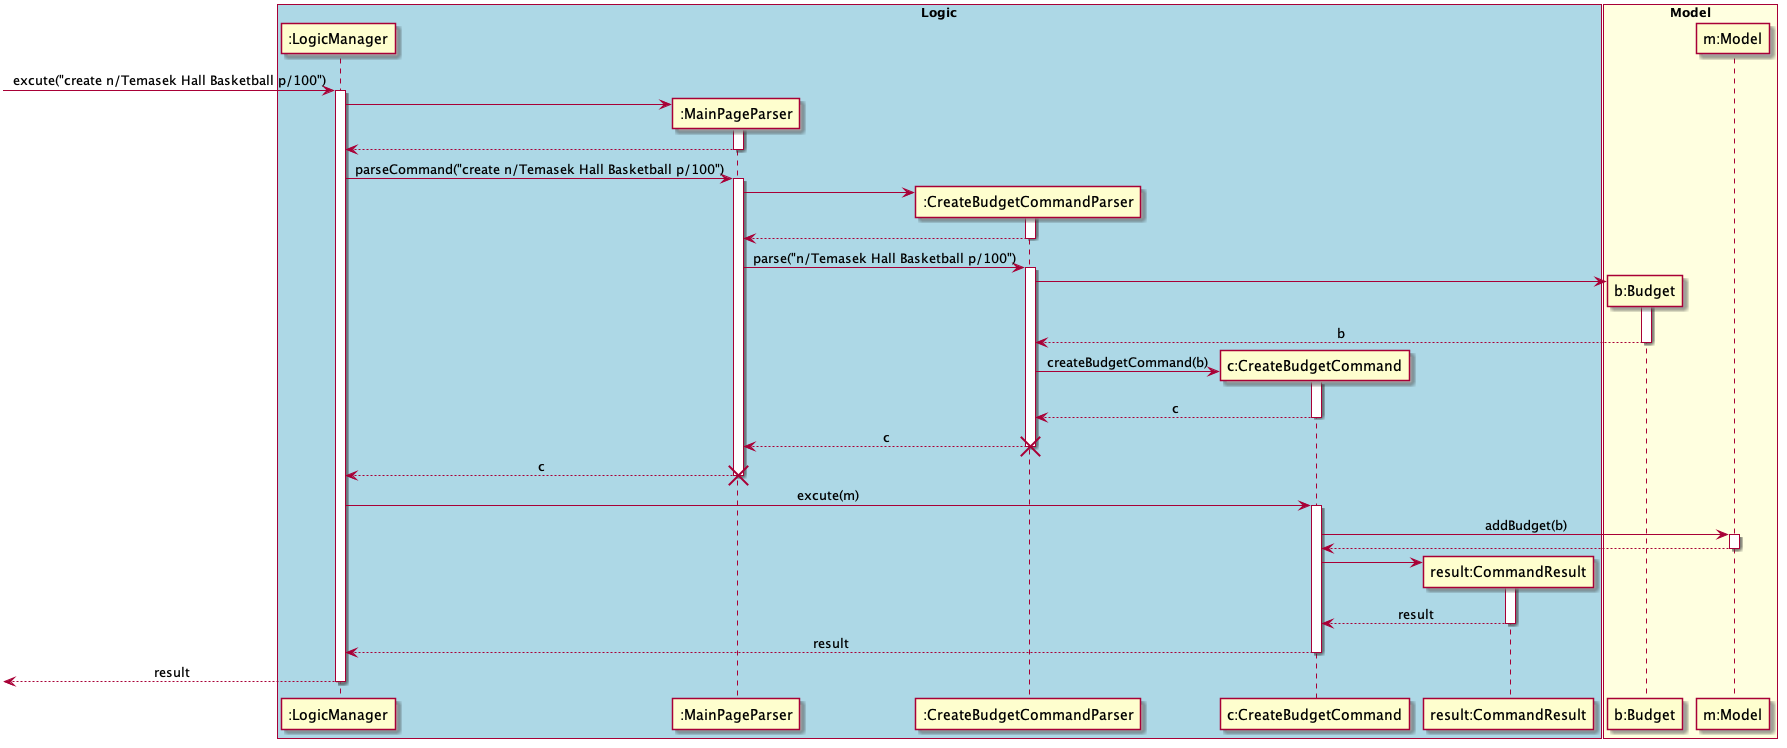 Logic
Model
:LogicManager
m:Model
excute("create n/Temasek Hall Basketball p/100")
:MainPageParser
parseCommand("create n/Temasek Hall Basketball p/100")
:CreateBudgetCommandParser
parse("n/Temasek Hall Basketball p/100")
b:Budget
b
createBudgetCommand(b)
c:CreateBudgetCommand
c
c
c
excute(m)
addBudget(b)
result:CommandResult
result
result
result
:LogicManager
:MainPageParser
:CreateBudgetCommandParser
c:CreateBudgetCommand
result:CommandResult
b:Budget
m:Model